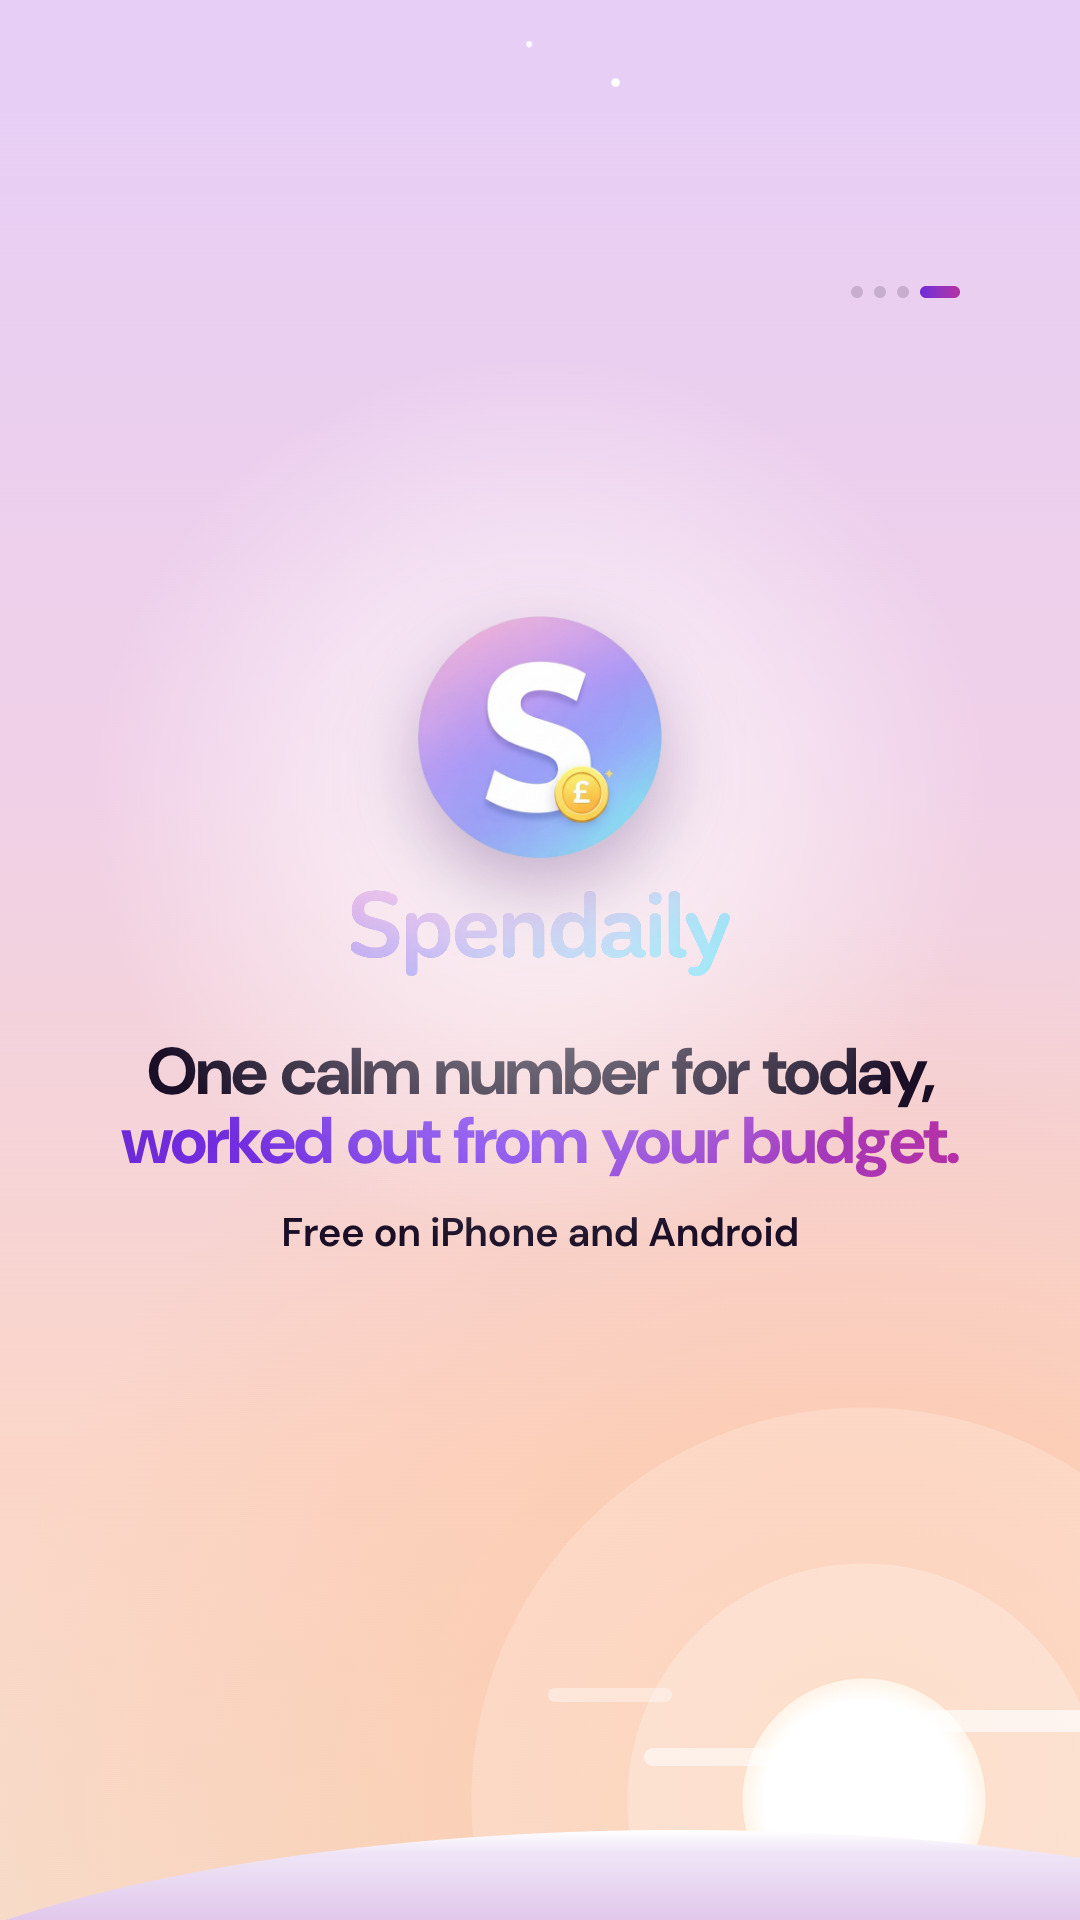 S
£
Spendaily
One calm number for today,
worked out from your budget.
Free on iPhone and Android